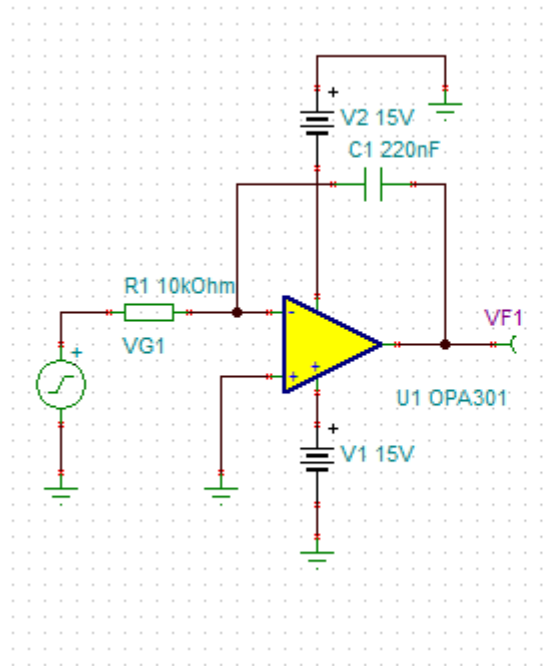 +
V2 15V
C1 220nF
R1 10kOhm
-
VF1
+
VG1
+
+
U1 OPA301
+
V1 15V